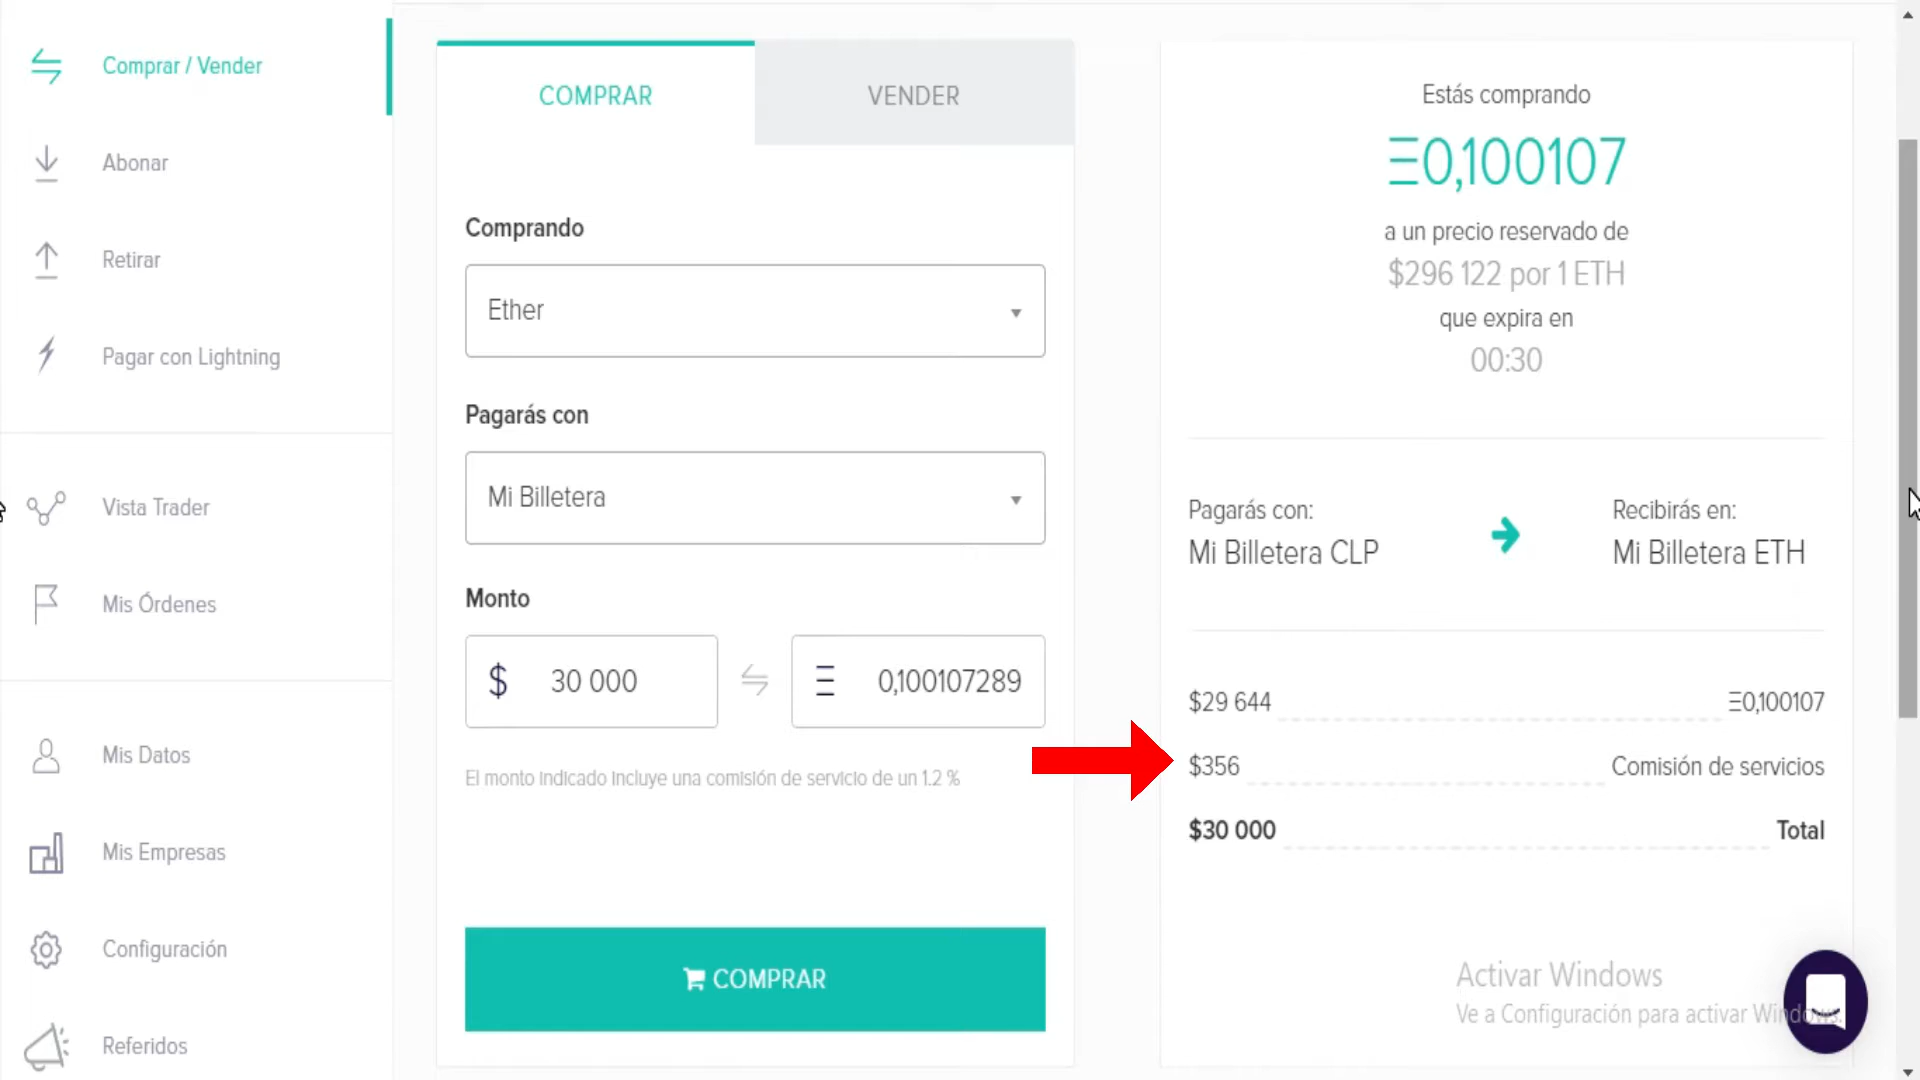 Comprar / Vender
Abonar
Retirar
Pagar con Lightning
Vista Trader
Mis Órdenes
Mis Datos
Mis Empresas
Configuración
Referidos
COMPRAR
VENDER
Comprando
Ether
Pagarás con
Mi Billetera
Monto
$ 30 000
Ξ 0,100107289
El monto indicado incluye una comisión de servicio de un 1.2 %
COMPRAR
Estás comprando
Ξ0,100107
a un precio reservado de
$296 122 por 1 ETH
que expira en
00:30
Pagarás con:
Mi Billetera CLP
Recibirás en:
Mi Billetera ETH
$29 644 Ξ0,100107
$356 Comisión de servicios
$30 000 Total
Activar Windows
Ve a Configuración para activar Windows.